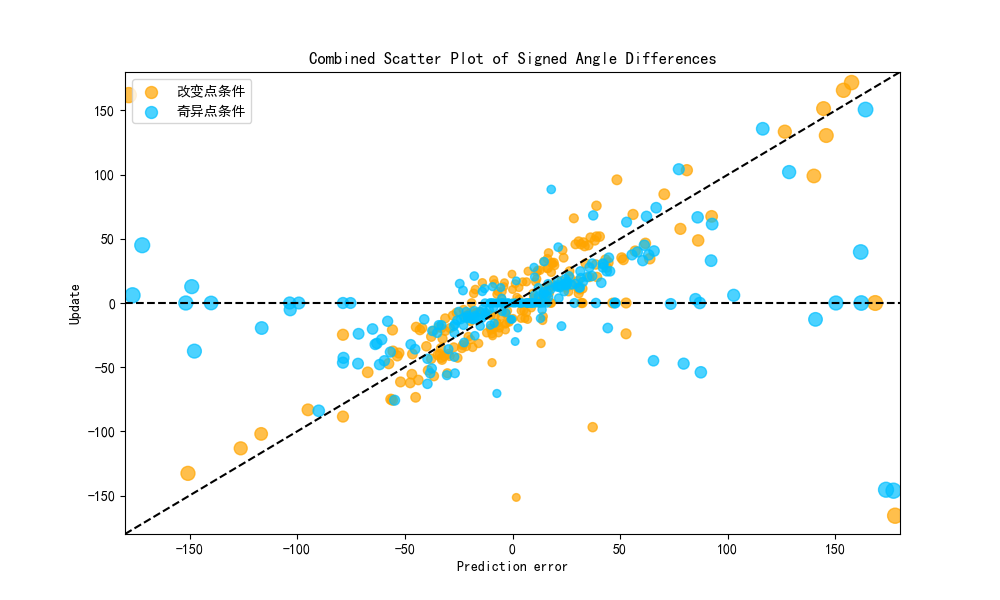 Combined Scatter Plot of Signed Angle Differences
改变点条件
奇异点条件
Update
150
100
50
0
−50
−100
−150
−150
−100
−50
0
50
100
150
Prediction error